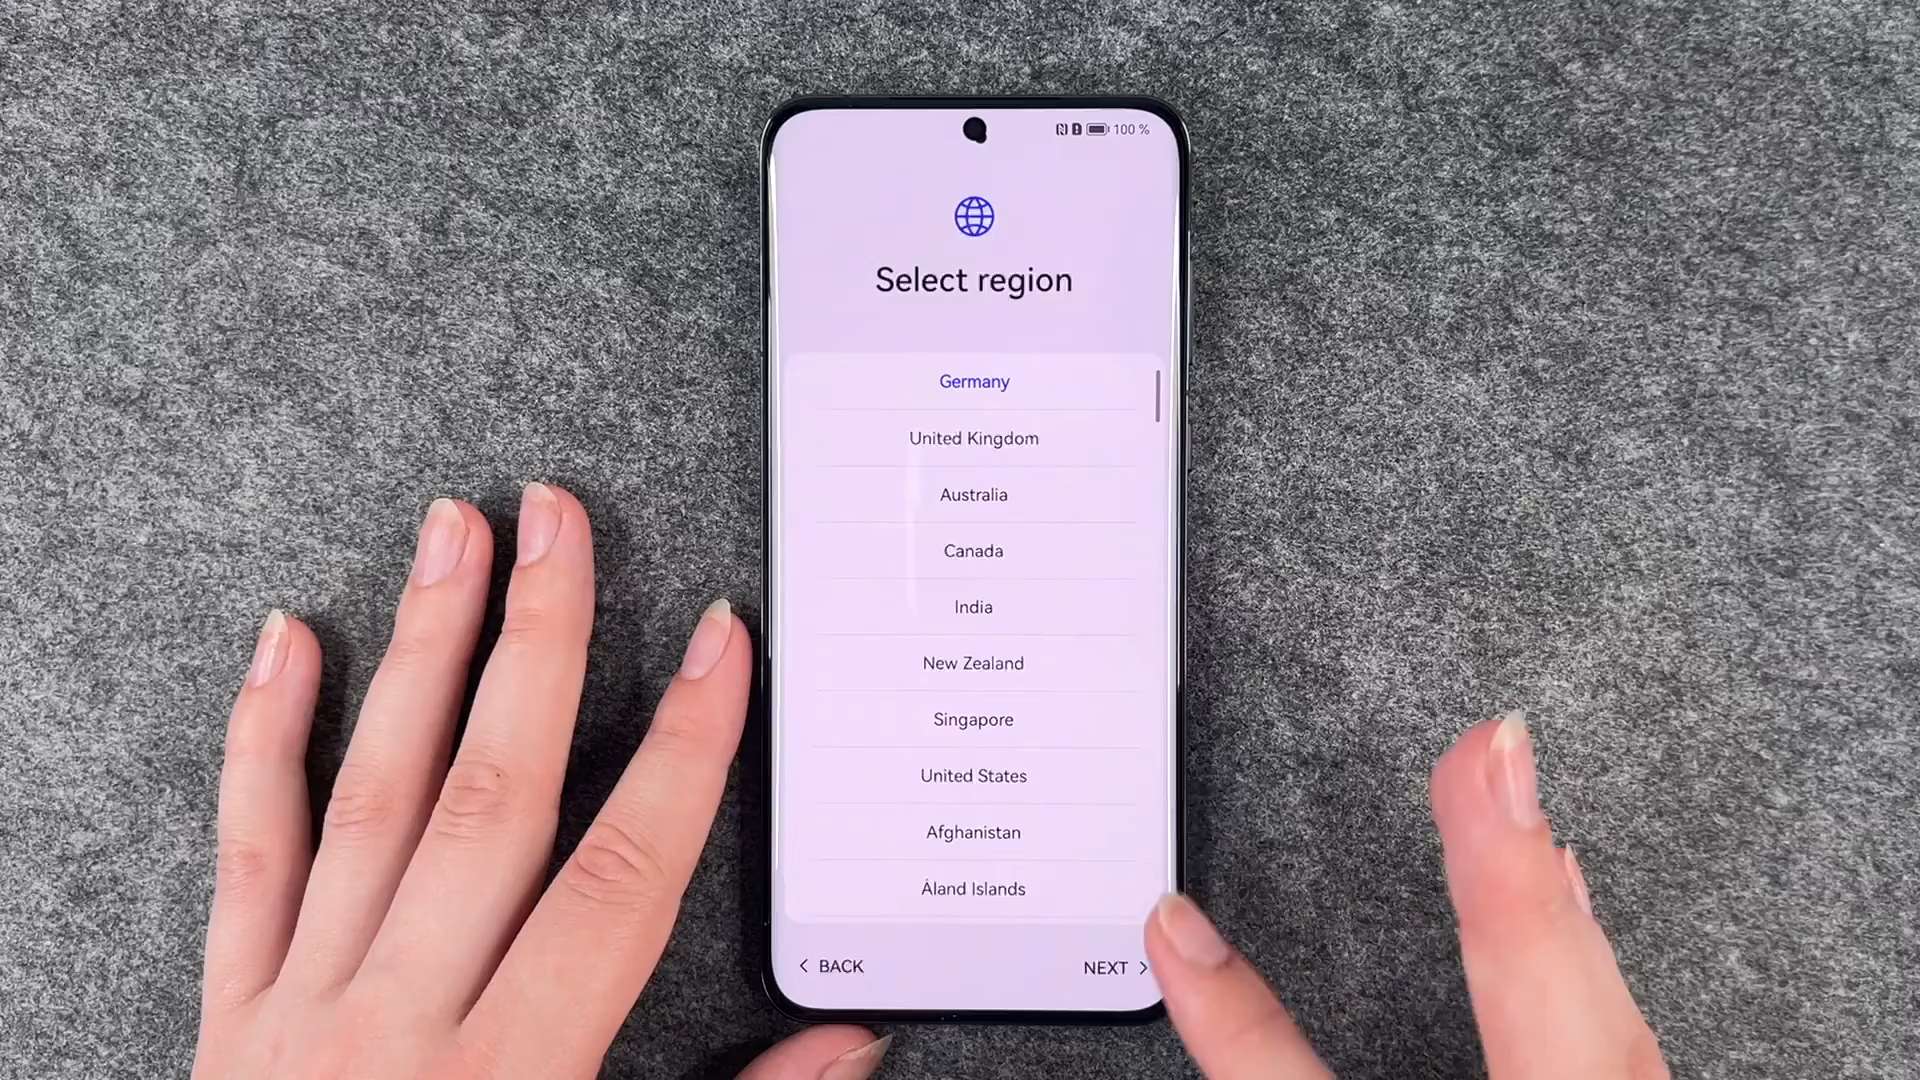 100 %
Select region
Germany
United Kingdom
Australia
Canada
India
New Zealand
Singapore
United States
Afghanistan
Åland Islands
BACK
NEXT